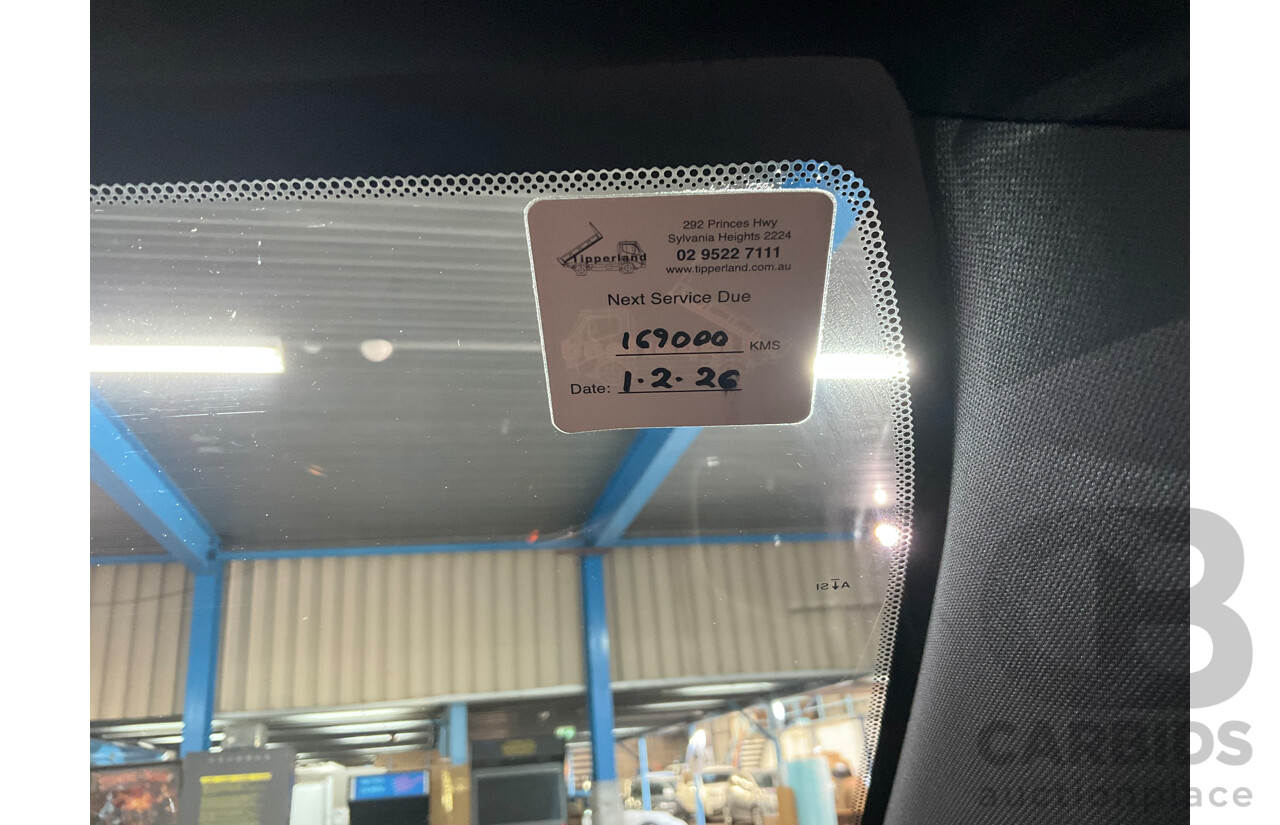 292 Princes Hwy
Sylvania Heights 2224
Tipperland
02 9522 7111
www.tipperland.com.au
Next Service Due
169000 KMS
Date: 1.2.26
AS1